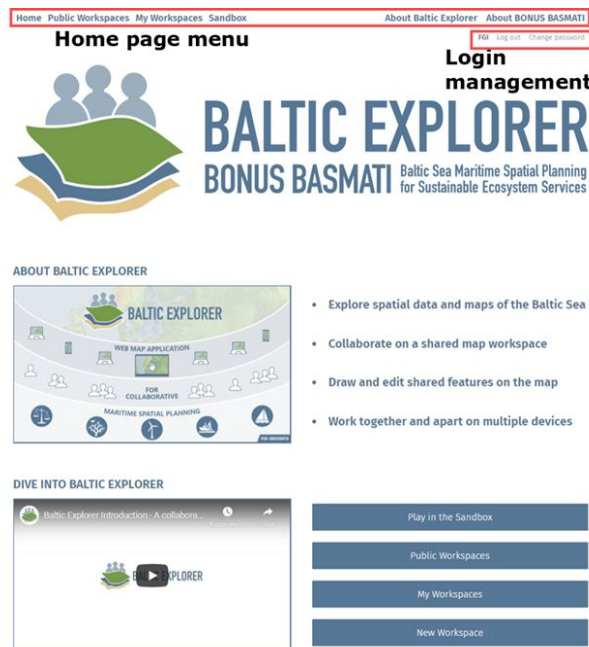 Home Public Workspaces My Workspaces Sandbox About Baltic Explorer About BONUS BASMATI
FGI Log out Change password
Home page menu
Login
management
BALTIC EXPLORER
BONUS BASMATI Baltic Sea Maritime Spatial Planning
for Sustainable Ecosystem Services
ABOUT BALTIC EXPLORER
BALTIC EXPLORER
WEB MAP APPLICATION
FOR
COLLABORATIVE
MARITIME SPATIAL PLANNING
FGI GEOINFO
• Explore spatial data and maps of the Baltic Sea
• Collaborate on a shared map workspace
• Draw and edit shared features on the map
• Work together and apart on multiple devices
DIVE INTO BALTIC EXPLORER
Baltic Explorer Introduction - A collabora...
BALTIC EXPLORER
Play in the Sandbox
Public Workspaces
My Workspaces
New Workspace